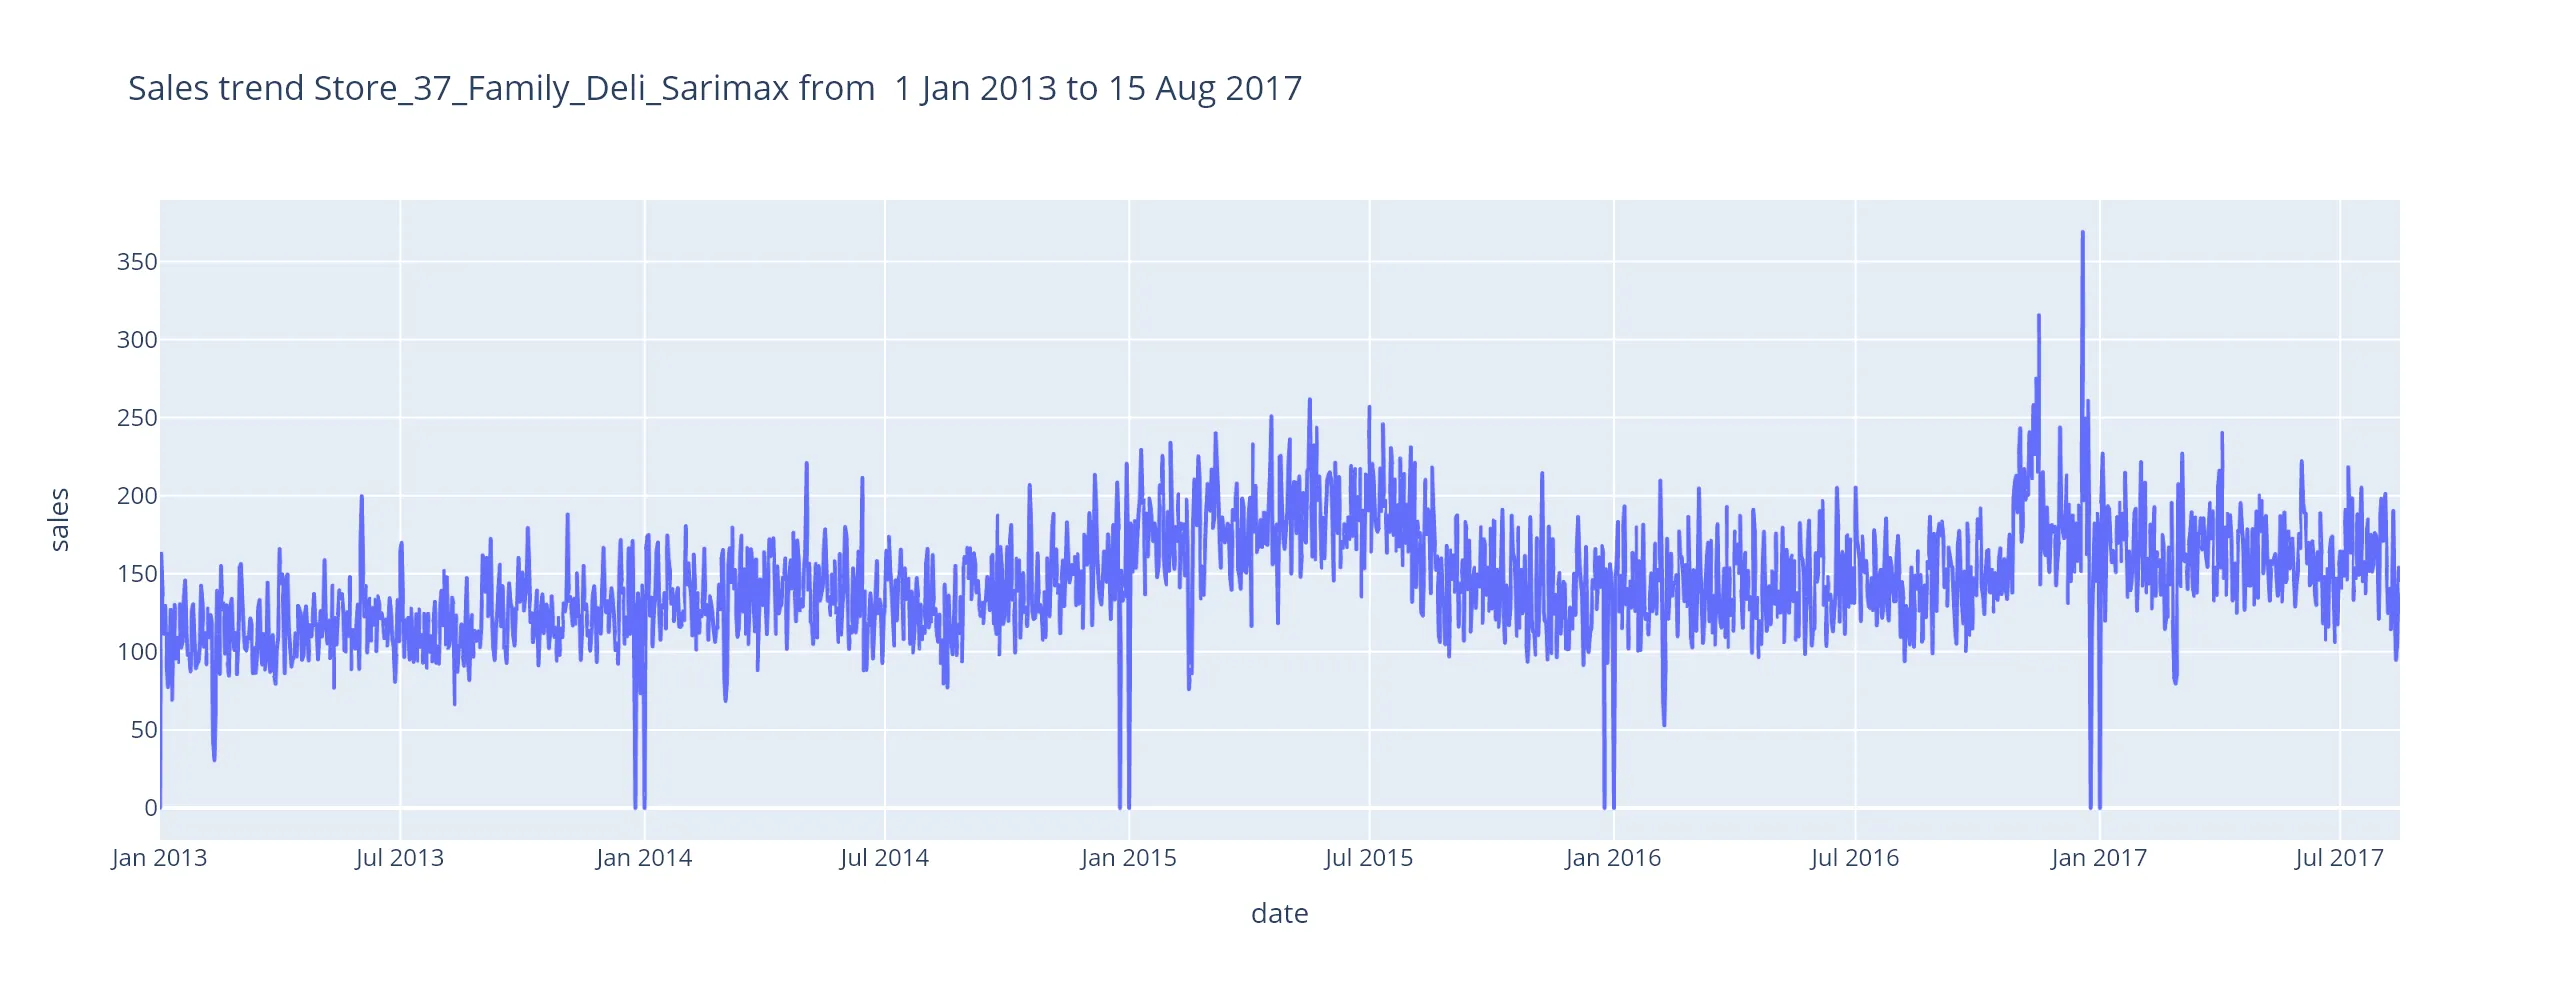 Sales trend Store_37_Family_Deli_Sarimax from  1 Jan 2013 to 15 Aug 2017
sales
350
300
250
200
150
100
50
0
Jan 2013 Jul 2013 Jan 2014 Jul 2014 Jan 2015 Jul 2015 Jan 2016 Jul 2016 Jan 2017 Jul 2017
date